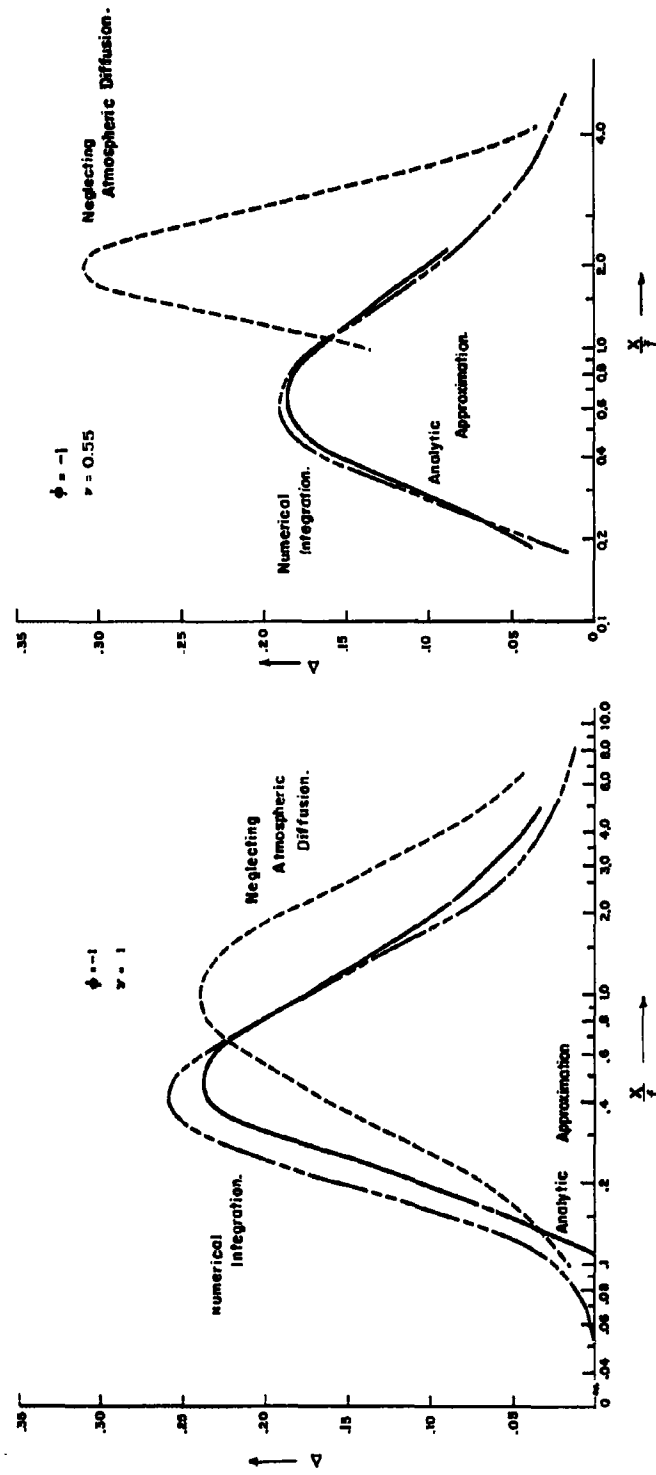 φ = -1
ν = 1
.35
.30
.25
.20
.15
.10
.05
Δ
Numerical
Integration.
Neglecting
Atmospheric
Diffusion.
Analytic Approximation
.04 .06 .08 .1 .2 .4 .6 .8 1.0 2.0 3.0 4.0 6.0 8.0 10.0
X
f
φ = -1
ν = 0.55
.35
.30
.25
.20
.15
.10
.05
0
Δ
Numerical
Integration.
Neglecting
Atmospheric Diffusion.
Analytic
Approximation.
0.2 0.4 0.6 0.8 1.0 2.0 4.0
X